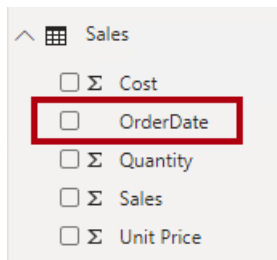 Sales
Σ Cost
OrderDate
Σ Quantity
Σ Sales
Σ Unit Price